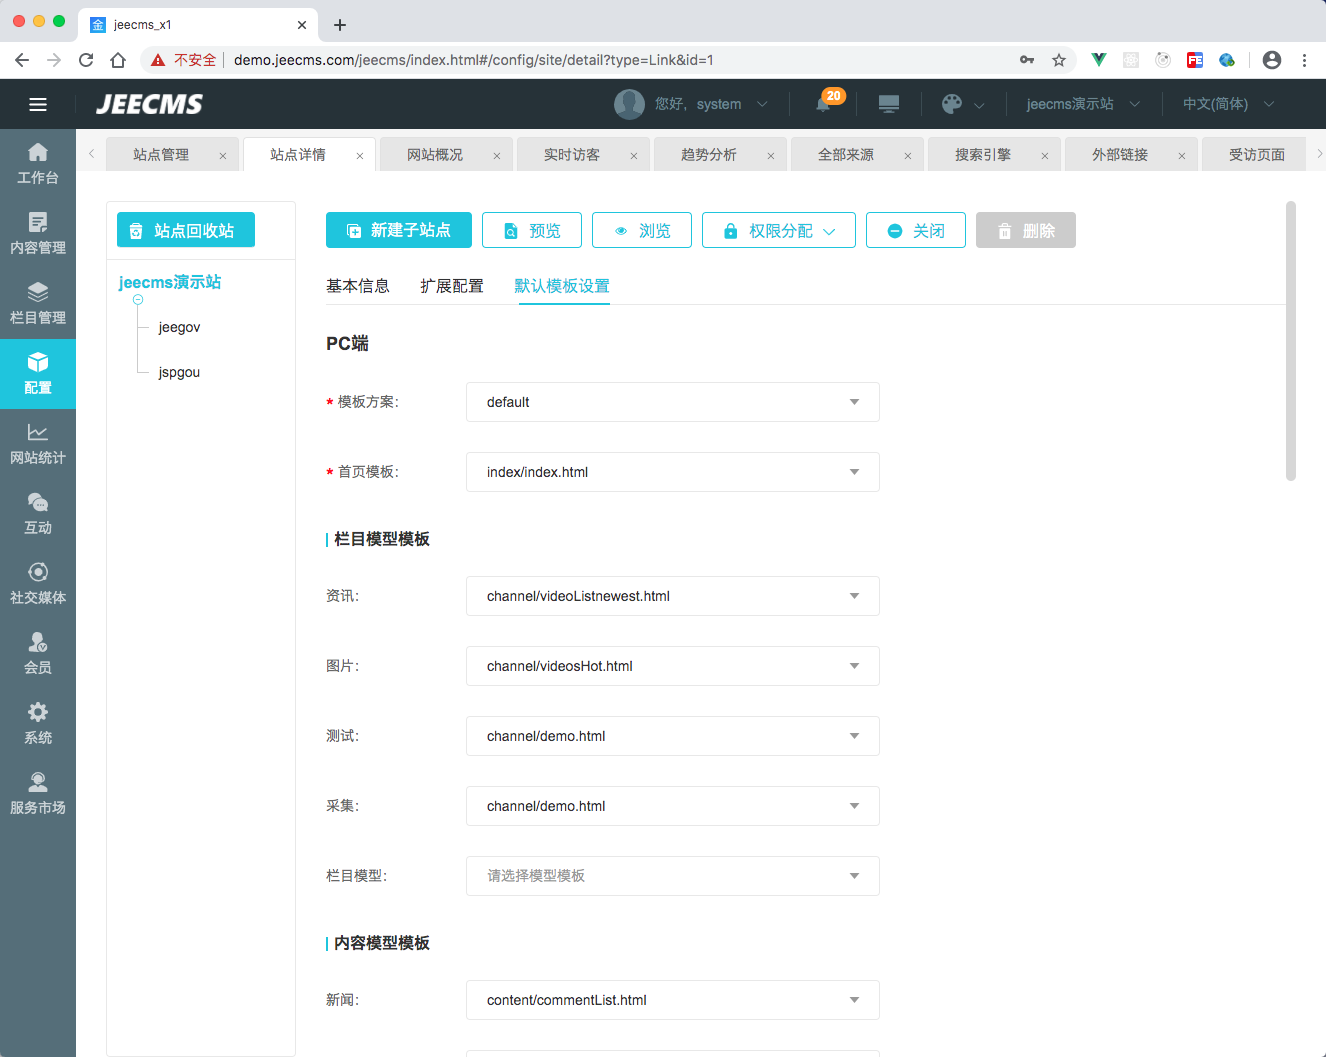 金 jeecms_x1
不安全 demo.jeecms.com/jeecms/index.html#/config/site/detail?type=Link&id=1
FE
JEECMS 您好，system 20 jeecms演示站 中文(简体)
站点管理 站点详情 网站概况 实时访客 趋势分析 全部来源 搜索引擎 外部链接 受访页面
工作台
内容管理
栏目管理
配置
网站统计
互动
社交媒体
会员
系统
服务市场
站点回收站
jeecms演示站
jeegov
jspgou
新建子站点 预览 浏览 权限分配 关闭 删除
基本信息 扩展配置 默认模板设置
PC端
* 模板方案： default
* 首页模板： index/index.html
栏目模型模板
资讯： channel/videoListnewest.html
图片： channel/videosHot.html
测试： channel/demo.html
采集： channel/demo.html
栏目模型： 请选择模型模板
内容模型模板
新闻： content/commentList.html